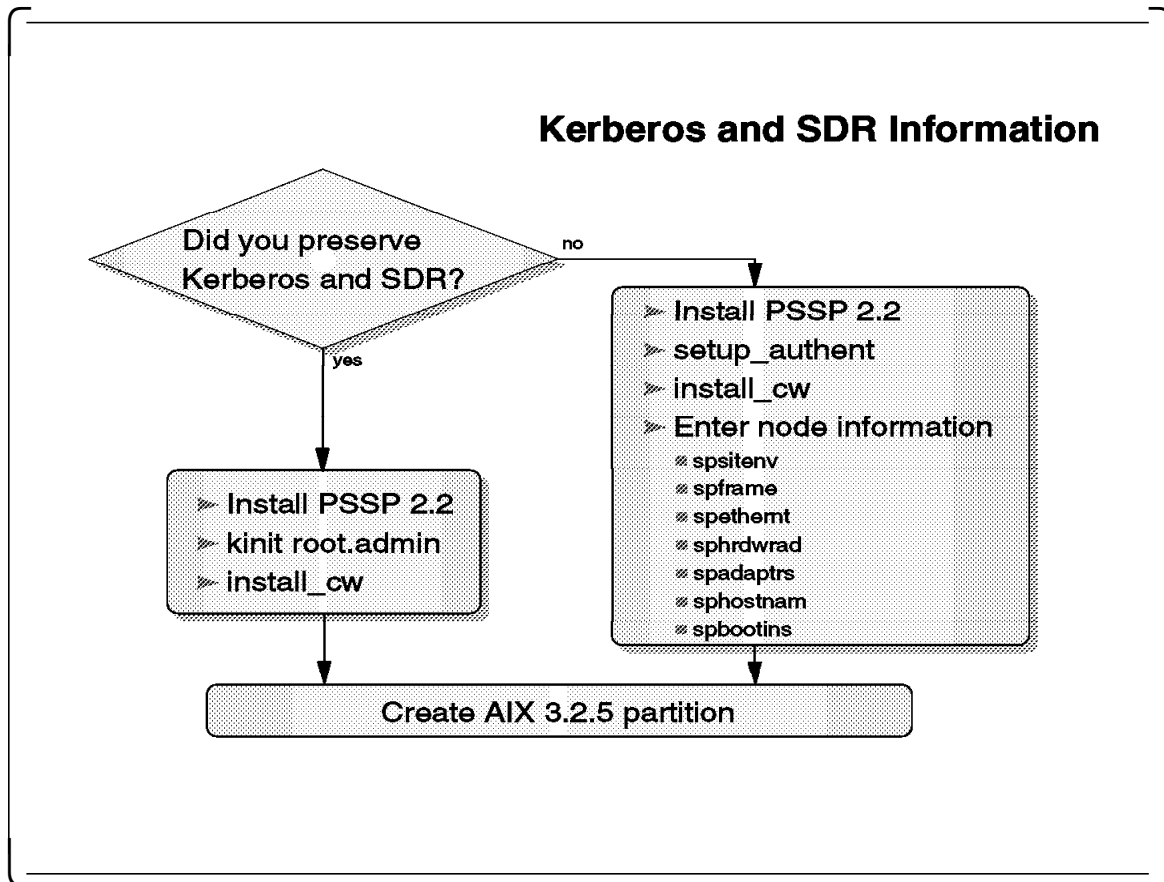 Kerberos and SDR Information
Did you preserve
Kerberos and SDR?
no
yes
Install PSSP 2.2
kinit root.admin
install_cw
Install PSSP 2.2
setup_authent
install_cw
Enter node information
spsitenv
spframe
spethernt
sphrdwrad
spadaptrs
sphostnam
spbootins
Create AIX 3.2.5 partition